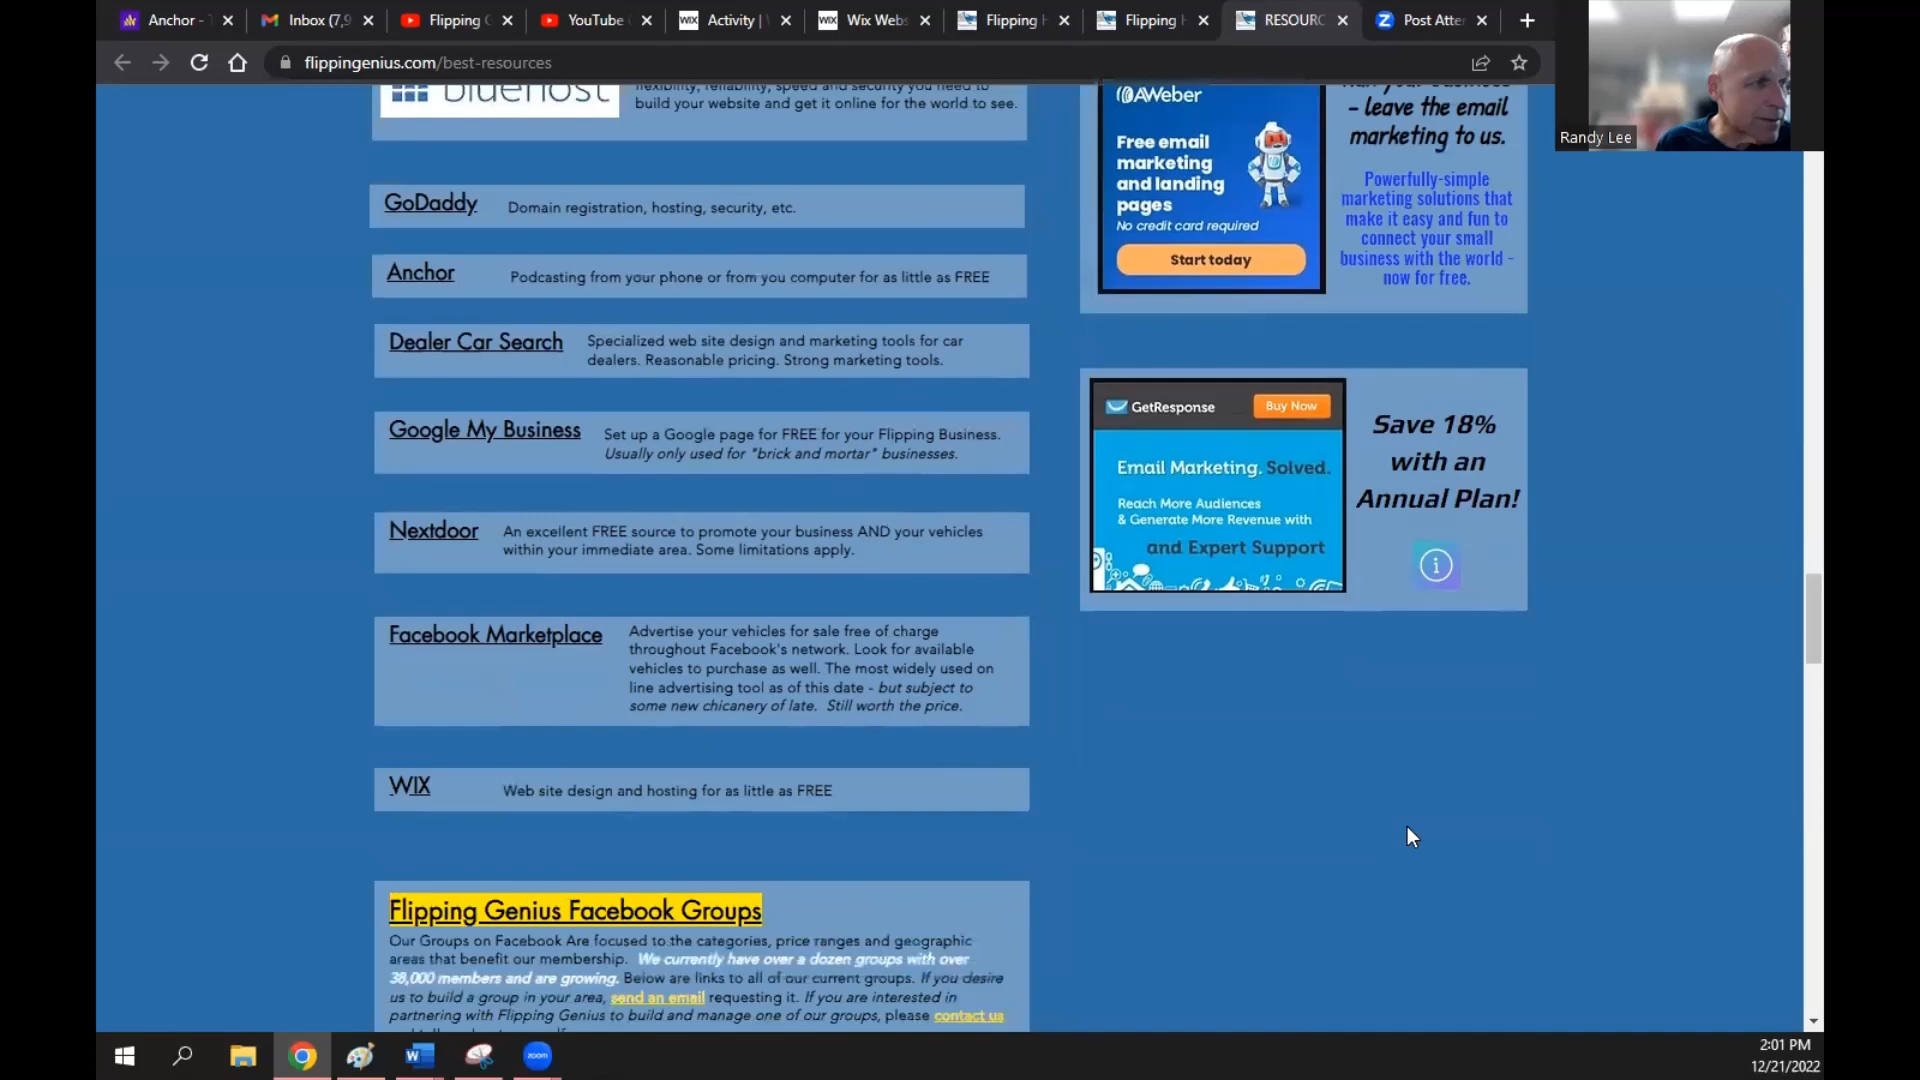 Anchor -
Inbox (7,9
Flipping G
YouTube
WIX Activity |
WIX Wix Webs
Flipping
Flipping
RESOURC
Post Atter
flippingenius.com/best-resources
Randy Lee
bluehost
flexibility, reliability, speed and security you need to
build your website and get it online for the world to see.
GoDaddy
Domain registration, hosting, security, etc.
Anchor
Podcasting from your phone or from you computer for as little as FREE
Dealer Car Search
Specialized web site design and marketing tools for car
dealers. Reasonable pricing. Strong marketing tools.
Google My Business
Set up a Google page for FREE for your Flipping Business.
Usually only used for "brick and mortar" businesses.
Nextdoor
An excellent FREE source to promote your business AND your vehicles
within your immediate area. Some limitations apply.
Facebook Marketplace
Advertise your vehicles for sale free of charge
throughout Facebook's network. Look for available
vehicles to purchase as well. The most widely used on
line advertising tool as of this date - but subject to
some new chicanery of late. Still worth the price.
WIX
Web site design and hosting for as little as FREE
Flipping Genius Facebook Groups
Our Groups on Facebook Are focused to the categories, price ranges and geographic
areas that benefit our membership. We currently have over a dozen groups with over
38,000 members and are growing. Below are links to all of our current groups. If you desire
us to build a group in your area, send an email requesting it. If you are interested in
partnering with Flipping Genius to build and manage one of our groups, please contact us
AWeber
Free email
marketing
and landing
pages
No credit card required
Start today
your business
- leave the email
marketing to us.
Powerfully-simple
marketing solutions that
make it easy and fun to
connect your small
business with the world -
now for free.
GetResponse
Buy Now
Email Marketing. Solved.
Reach More Audiences
& Generate More Revenue with
and Expert Support
Save 18%
with an
Annual Plan!
i
zoom
2:01 PM
12/21/2022